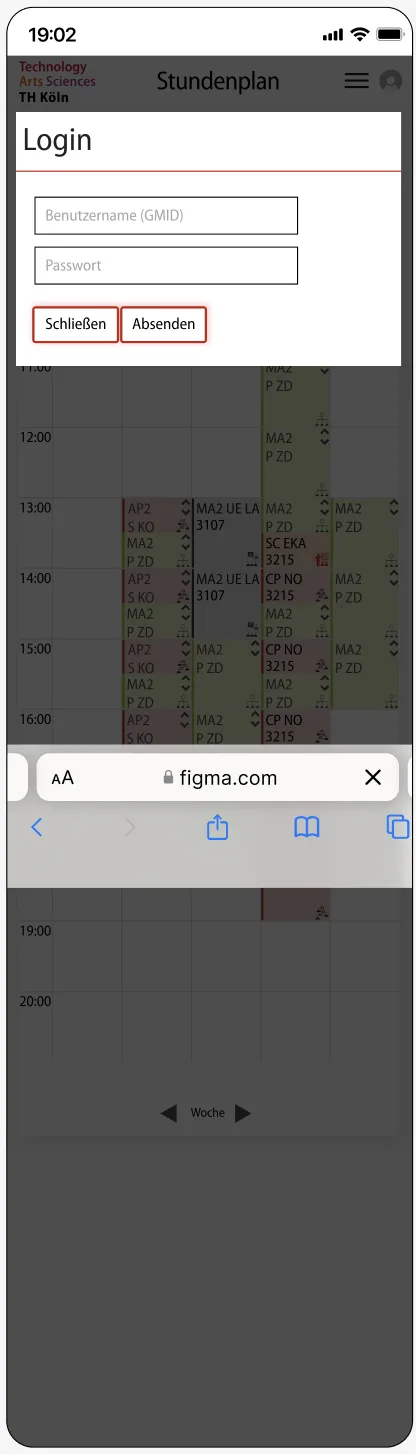 19:02
Technology
Arts Sciences
TH Köln
Stundenplan
Login
Benutzername (GMID)
Passwort
Schließen
Absenden
11:00
MA2
P ZD
12:00
MA2
P ZD
13:00
AP2
S KO
MA2 UE LA
3107
MA2
P ZD
MA2
P ZD
MA2
P ZD
SC EKA
3215
14:00
AP2
S KO
MA2 UE LA
3107
CP NO
3215
MA2
P ZD
MA2
P ZD
MA2
P ZD
15:00
AP2
S KO
MA2
P ZD
CP NO
3215
MA2
P ZD
MA2
P ZD
MA2
P ZD
16:00
AP2
S KO
MA2
P ZD
CP NO
3215
AA
figma.com
19:00
20:00
Woche